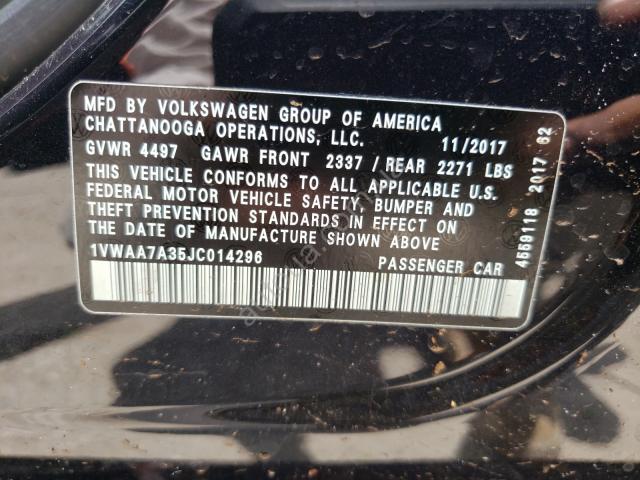 MFD BY VOLKSWAGEN GROUP OF AMERICA
CHATTANOOGA OPERATIONS, LLC. 11/2017
GVWR 4497 GAWR FRONT 2337 / REAR 2271 LBS
THIS VEHICLE CONFORMS TO ALL APPLICABLE U.S.
FEDERAL MOTOR VEHICLE SAFETY, BUMPER AND
THEFT PREVENTION STANDARDS IN EFFECT ON
THE DATE OF MANUFACTURE SHOWN ABOVE
1VWAA7A35JC014296 PASSENGER CAR
4559118 2017 62